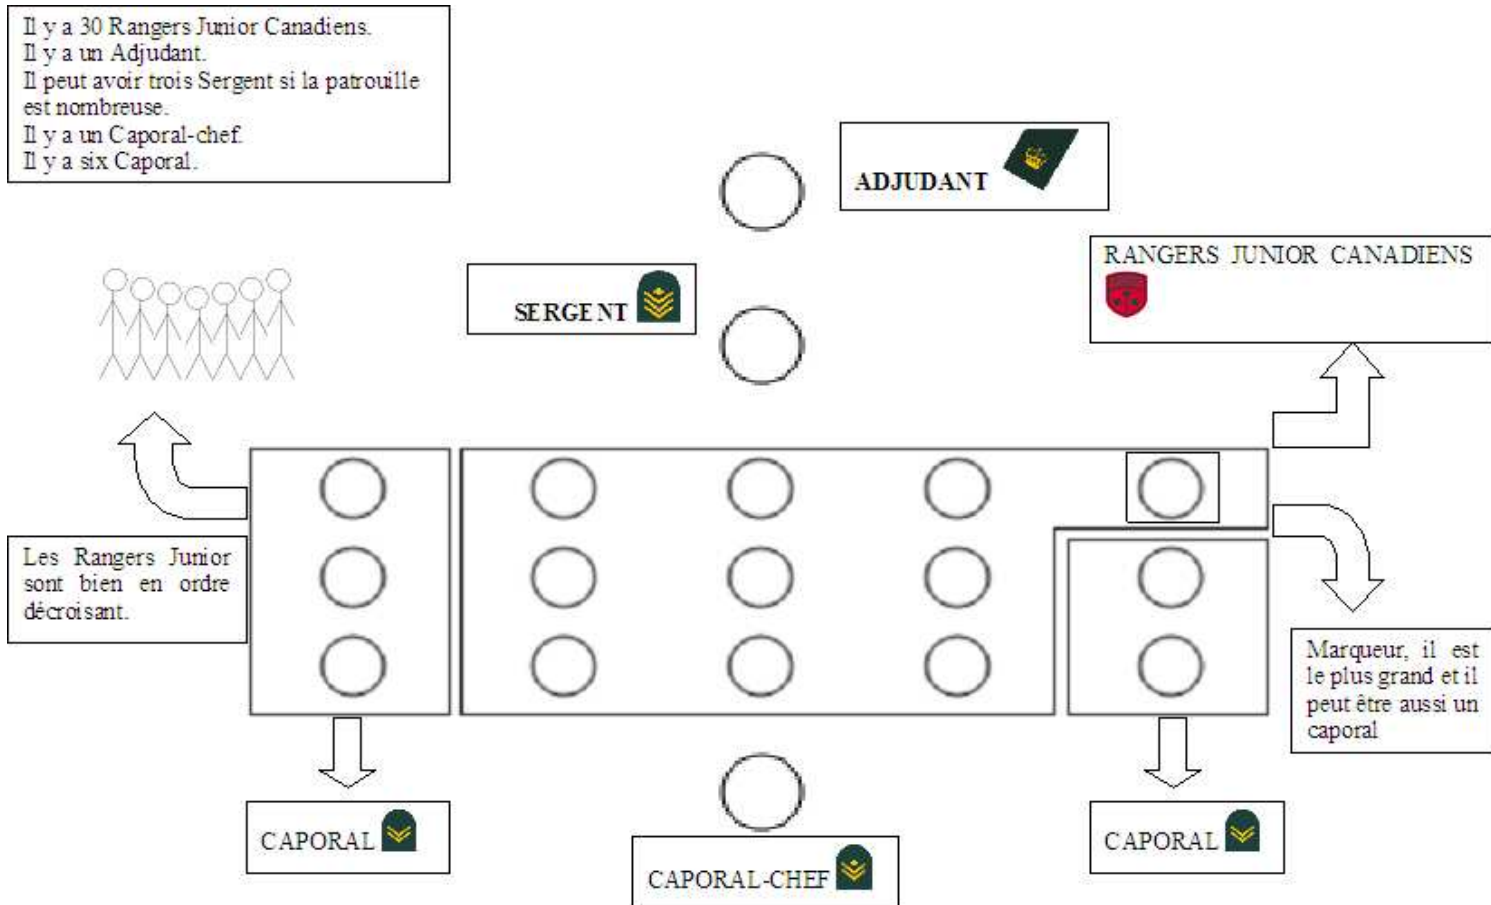 Il y a 30 Rangers Junior Canadiens.
Il y a un Adjudant.
Il peut avoir trois Sergent si la patrouille
est nombreuse.
Il y a un Caporal-chef.
Il y a six Caporal.
ADJUDANT
RANGERS JUNIOR CANADIENS
SERGENT
Les Rangers Junior
sont bien en ordre
décroisant.
Marqueur, il est
le plus grand et il
peut être aussi un
caporal
CAPORAL
CAPORAL-CHEF
CAPORAL